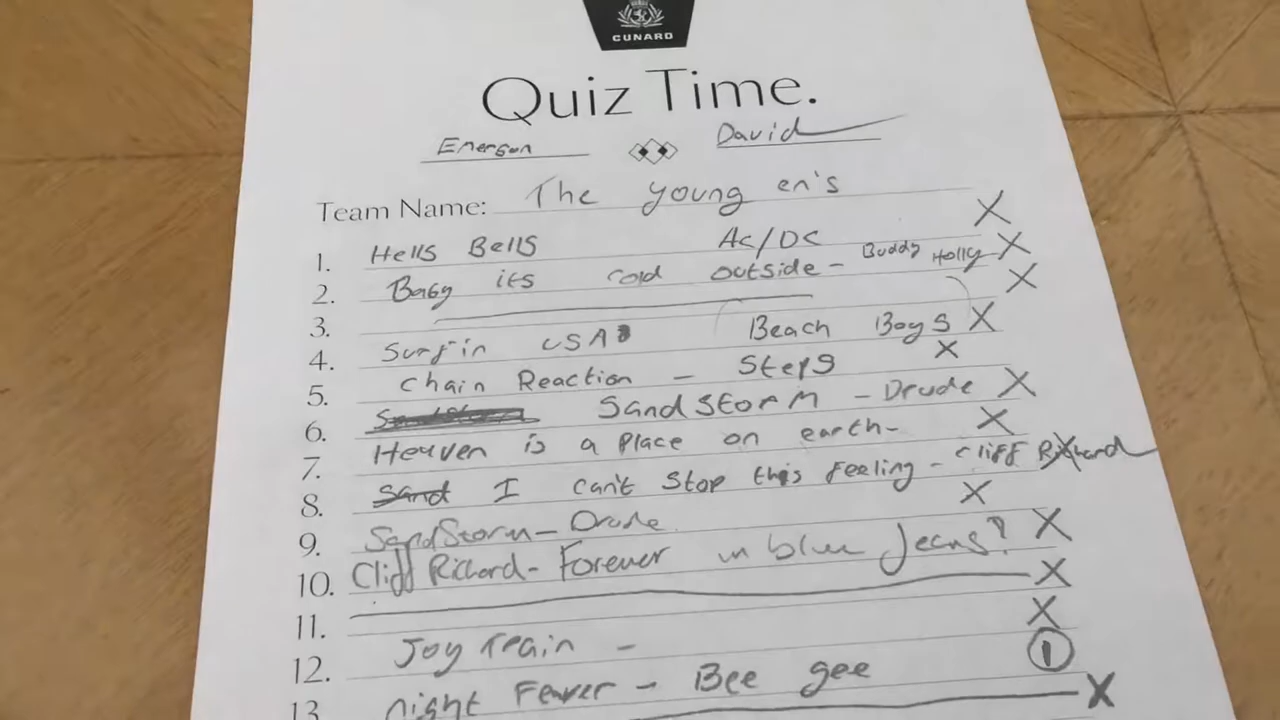 CUNARD
Quiz Time.
Emerson David
Team Name: The young en's X
1. Hells Bells AC/DC X
2. Baby its cold outside - Buddy Holly X
3.
4. Surfin USA Beach Boys X
5. Chain Reaction - Steps X
6. SandStorm - Drude X
7. Heaven is a Place on earth- X
8. Sand I can't Stop this Feeling - Cliff Richard X
9. SandStorm - Drude X
10. Cliff Richard - Forever in blue Jeans? X
11. X
12. Joy Train - X
13 night Fever - Bee gee 1
X